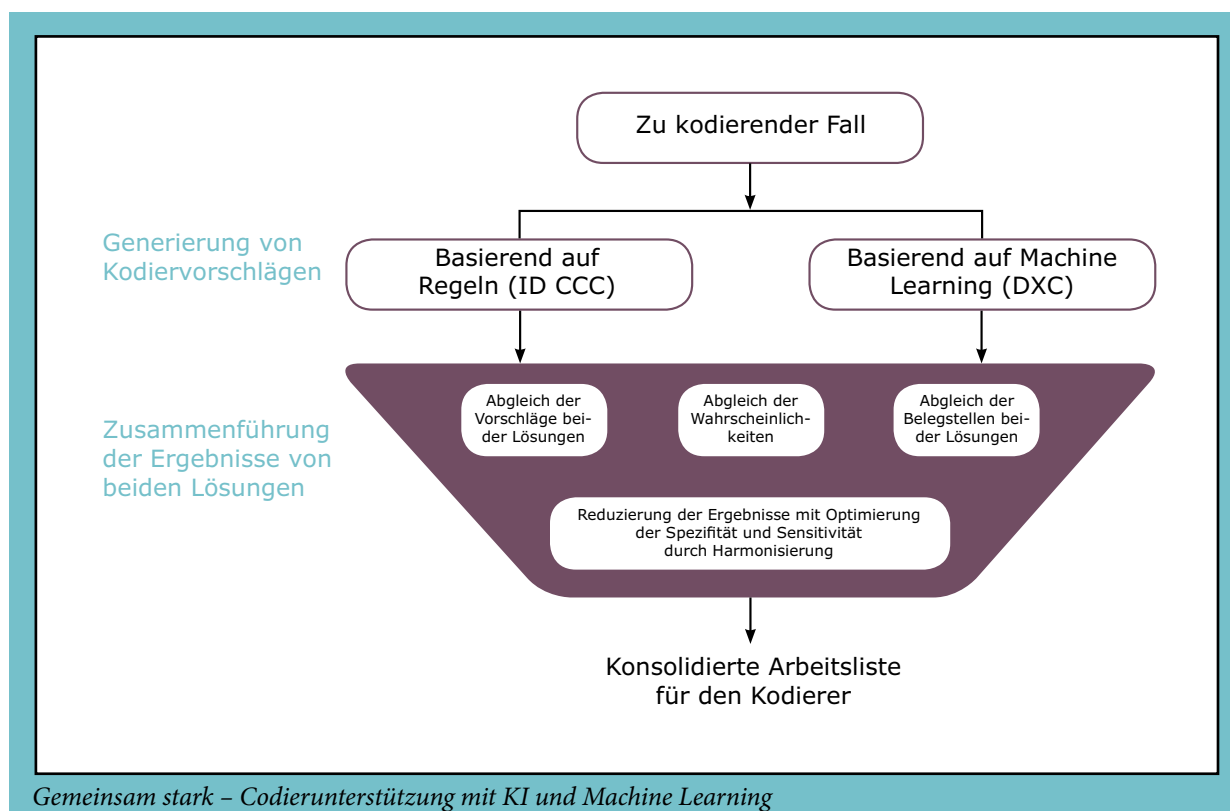 Zu kodierender Fall
Generierung von
Kodiervorschlägen
Basierend auf
Regeln (ID CCC)
Basierend auf Machine
Learning (DXC)
Zusammenführung
der Ergebnisse von
beiden Lösungen
Abgleich der
Vorschläge bei-
der Lösungen
Abgleich der
Wahrscheinlich-
keiten
Abgleich der
Belegstellen bei-
der Lösungen
Reduzierung der Ergebnisse mit Optimierung
der Spezifität und Sensitivität
durch Harmonisierung
Konsolidierte Arbeitsliste
für den Kodierer
Gemeinsam stark – Codierunterstützung mit KI und Machine Learning